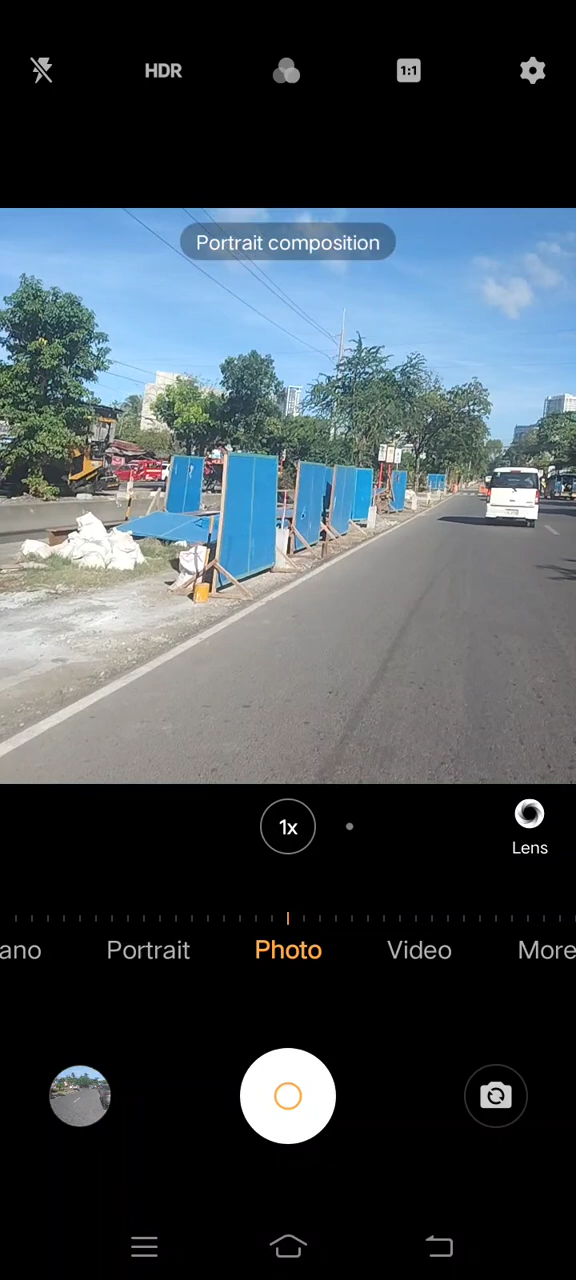 HDR
1:1
Portrait composition
1x
Lens
ano
Portrait
Photo
Video
More